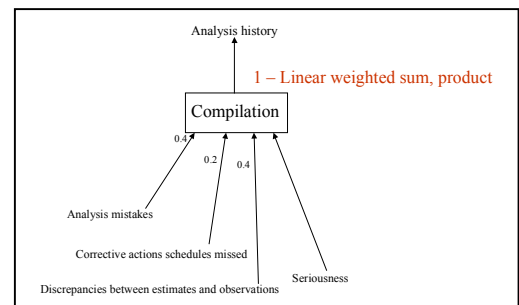 Analysis history
1 – Linear weighted sum, product
Compilation
0.4
0.2
0.4
Analysis mistakes
Corrective actions schedules missed
Seriousness
Discrepancies between estimates and observations